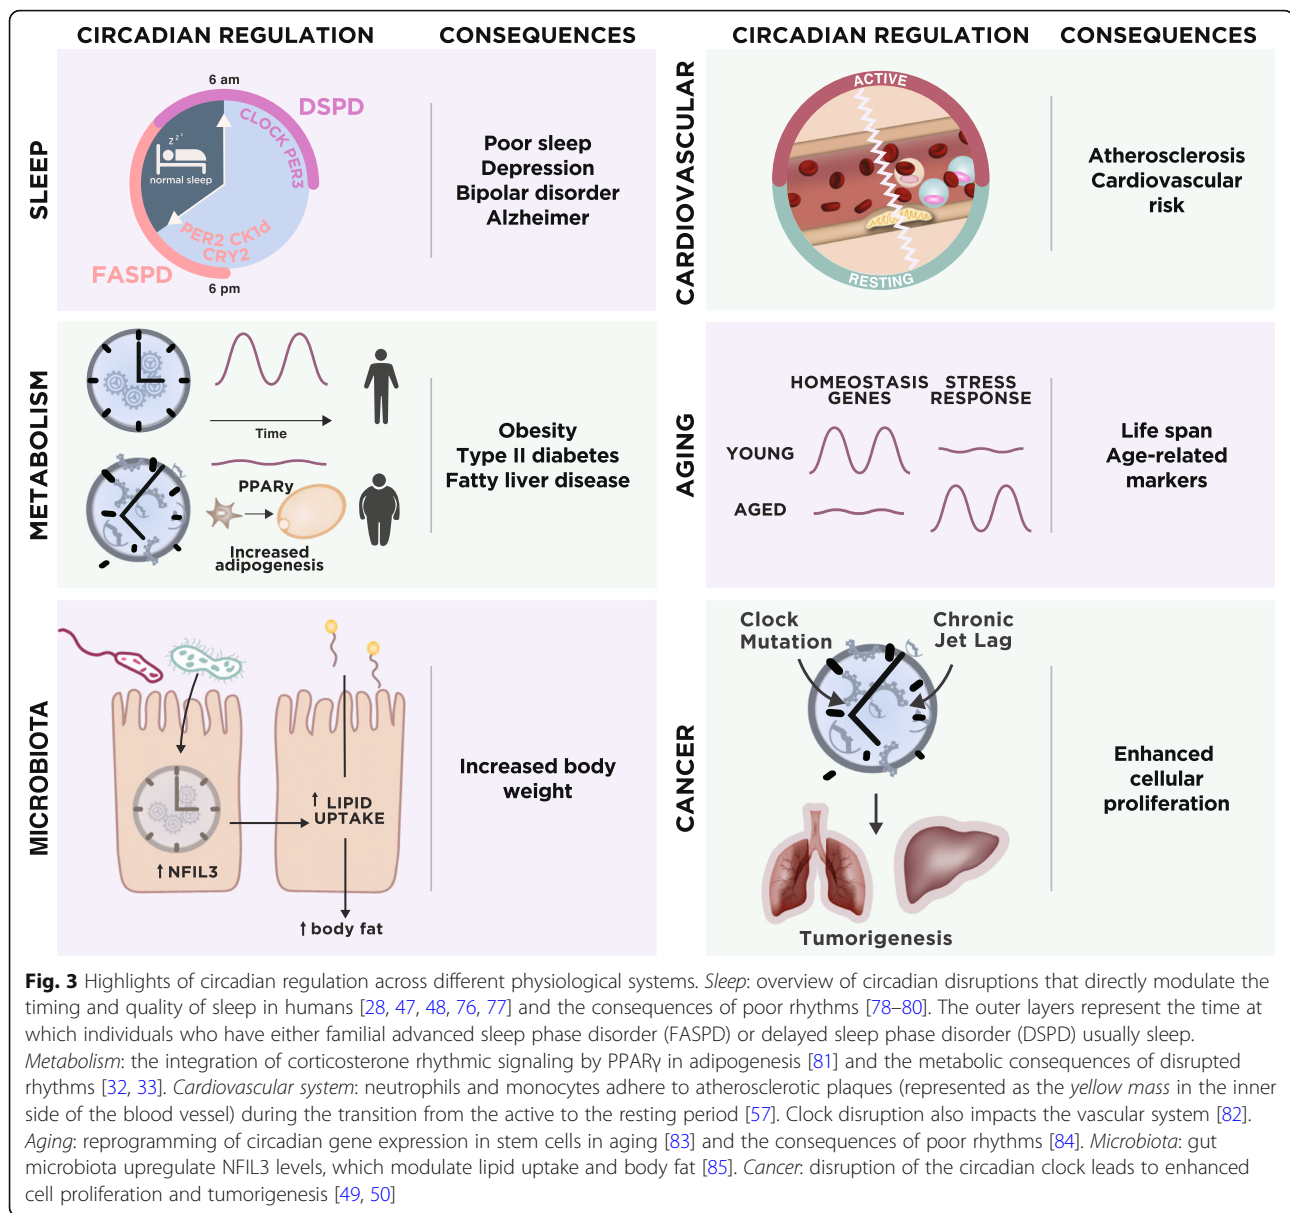 CIRCADIAN REGULATION
CONSEQUENCES
SLEEP
6 am
DSPD
CLOCK PER3
zzz
normal sleep
PER2 CK1d
CRY2
FASPD
6 pm
Poor sleep
Depression
Bipolar disorder
Alzheimer
METABOLISM
Time
PPARγ
Increased
adipogenesis
Obesity
Type II diabetes
Fatty liver disease
MICROBIOTA
↑ LIPID
UPTAKE
↑ NFIL3
↑ body fat
Increased body
weight
CIRCADIAN REGULATION
CONSEQUENCES
CARDIOVASCULAR
ACTIVE
RESTING
Atherosclerosis
Cardiovascular
risk
AGING
HOMEOSTASIS
GENES
STRESS
RESPONSE
YOUNG
AGED
Life span
Age-related
markers
CANCER
Clock
Mutation
Chronic
Jet Lag
Tumorigenesis
Enhanced
cellular
proliferation
Fig. 3 Highlights of circadian regulation across different physiological systems. Sleep: overview of circadian disruptions that directly modulate the
timing and quality of sleep in humans [28, 47, 48, 76, 77] and the consequences of poor rhythms [78–80]. The outer layers represent the time at
which individuals who have either familial advanced sleep phase disorder (FASPD) or delayed sleep phase disorder (DSPD) usually sleep.
Metabolism: the integration of corticosterone rhythmic signaling by PPARγ in adipogenesis [81] and the metabolic consequences of disrupted
rhythms [32, 33]. Cardiovascular system: neutrophils and monocytes adhere to atherosclerotic plaques (represented as the yellow mass in the inner
side of the blood vessel) during the transition from the active to the resting period [57]. Clock disruption also impacts the vascular system [82].
Aging: reprogramming of circadian gene expression in stem cells in aging [83] and the consequences of poor rhythms [84]. Microbiota: gut
microbiota upregulate NFIL3 levels, which modulate lipid uptake and body fat [85]. Cancer: disruption of the circadian clock leads to enhanced
cell proliferation and tumorigenesis [49, 50]